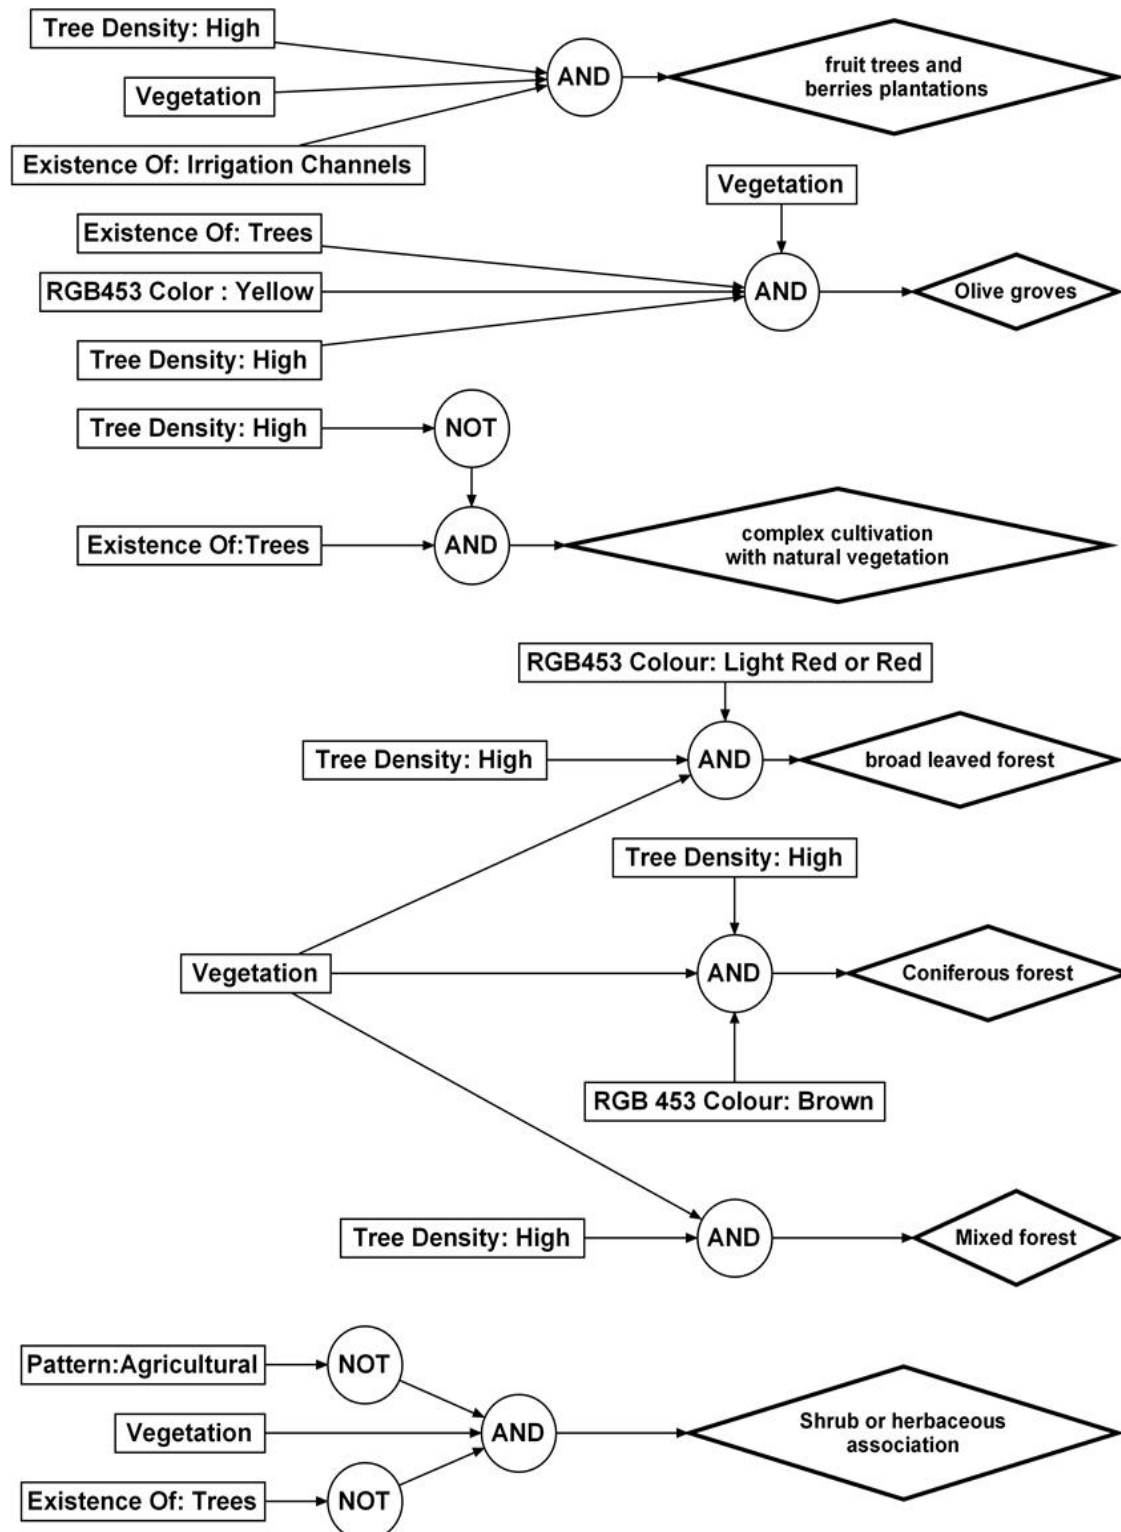 Tree Density: High
Vegetation
Existence Of: Irrigation Channels
AND
fruit trees and
berries plantations
Vegetation
Existence Of: Trees
RGB453 Color : Yellow
Tree Density: High
AND
Olive groves
Tree Density: High
NOT
Existence Of:Trees
AND
complex cultivation
with natural vegetation
RGB453 Colour: Light Red or Red
Tree Density: High
AND
broad leaved forest
Tree Density: High
Vegetation
AND
Coniferous forest
RGB 453 Colour: Brown
Tree Density: High
AND
Mixed forest
Pattern:Agricultural
NOT
Vegetation
AND
Shrub or herbaceous
association
Existence Of: Trees
NOT